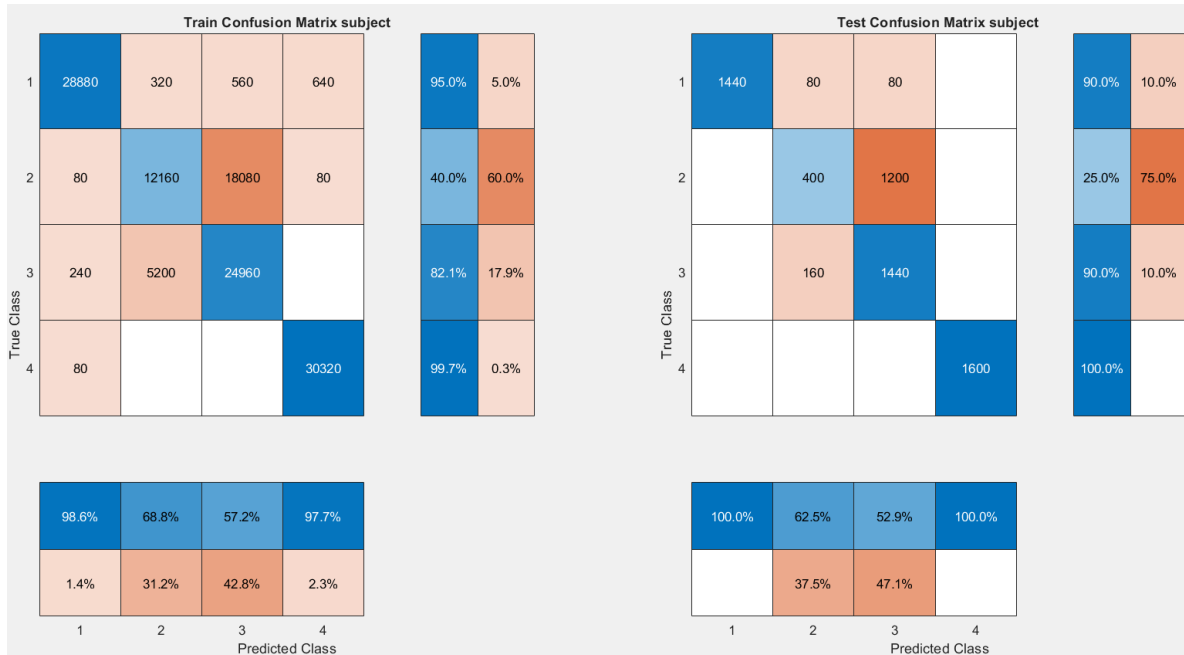 Train Confusion Matrix subject
28880 320 560 640
80 12160 18080 80
240 5200 24960
80 30320
1
2
3
4
True Class
95.0% 5.0%
40.0% 60.0%
82.1% 17.9%
99.7% 0.3%
98.6% 68.8% 57.2% 97.7%
1.4% 31.2% 42.8% 2.3%
1 2 3 4
Predicted Class
Test Confusion Matrix subject
1440 80 80
400 1200
160 1440
1600
1
2
3
4
True Class
90.0% 10.0%
25.0% 75.0%
90.0% 10.0%
100.0%
100.0% 62.5% 52.9% 100.0%
37.5% 47.1%
1 2 3 4
Predicted Class